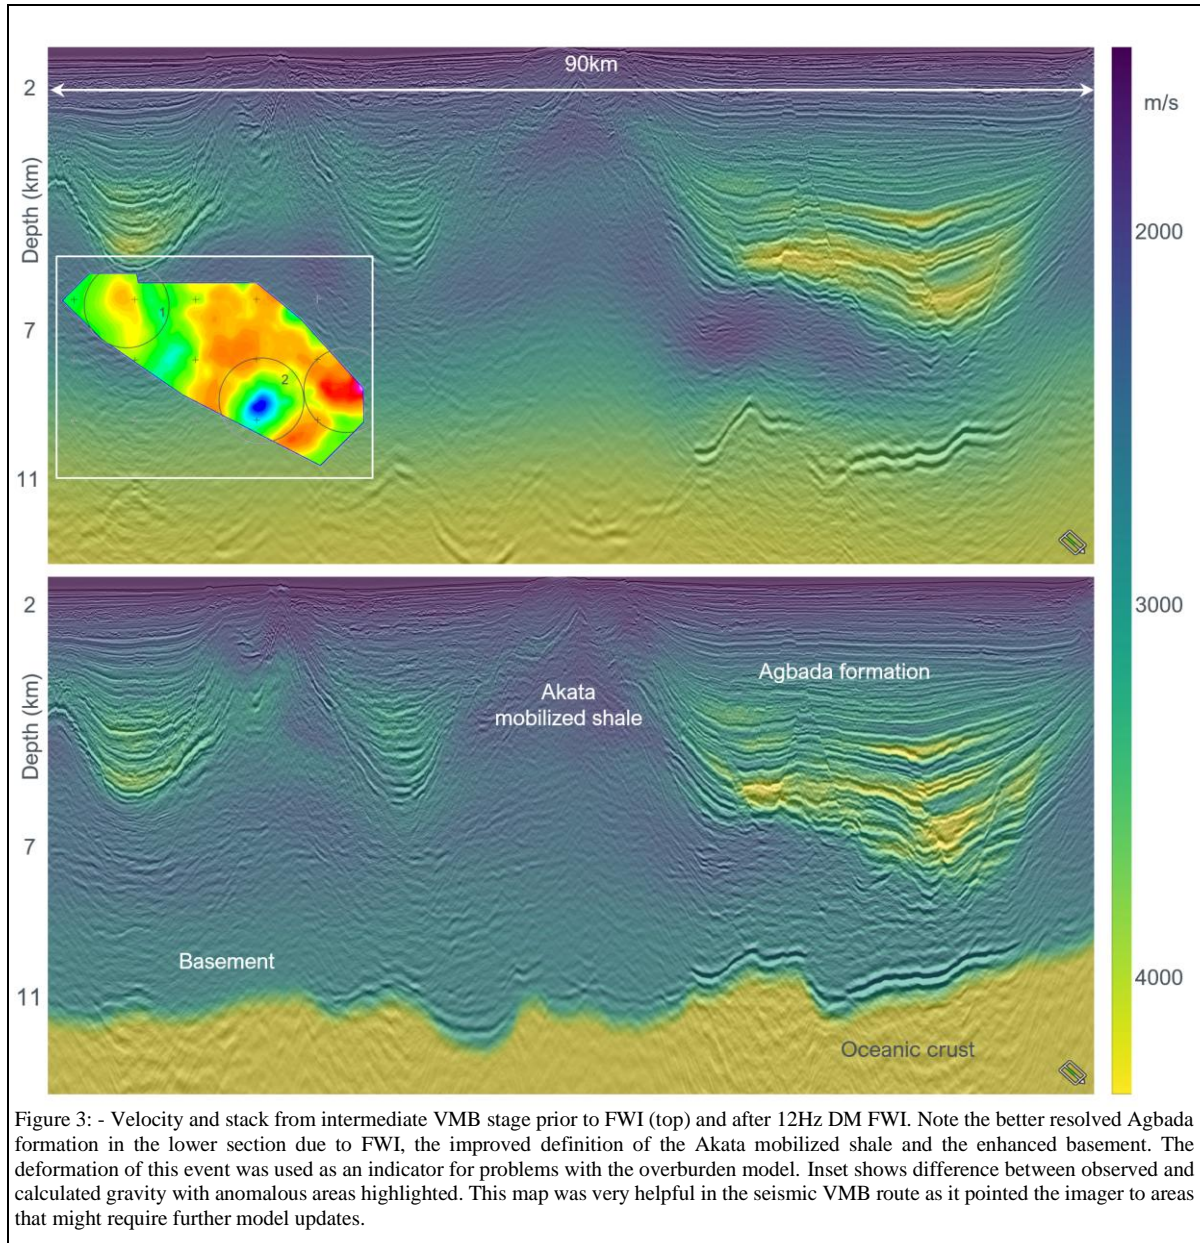 90km
2
m/s
Depth (km)
2000
1
7
2
11
3000
2
Agbada formation
Akata
mobilized shale
Depth (km)
7
Basement
4000
11
Oceanic crust
Figure 3: - Velocity and stack from intermediate VMB stage prior to FWI (top) and after 12Hz DM FWI. Note the better resolved Agbada
formation in the lower section due to FWI, the improved definition of the Akata mobilized shale and the enhanced basement. The
deformation of this event was used as an indicator for problems with the overburden model. Inset shows difference between observed and
calculated gravity with anomalous areas highlighted. This map was very helpful in the seismic VMB route as it pointed the imager to areas
that might require further model updates.